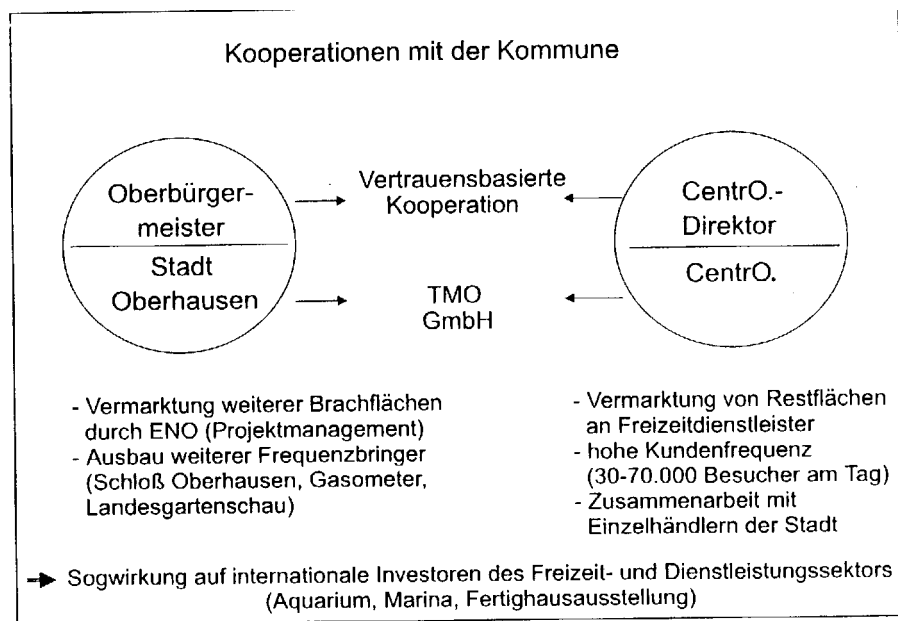 Kooperationen mit der Kommune
Oberbürger-
meister
Stadt
Oberhausen
Vertrauensbasierte
Kooperation
TMO
GmbH
CentrO.-
Direktor
CentrO.
- Vermarktung weiterer Brachflächen
durch ENO (Projektmanagement)
- Ausbau weiterer Frequenzbringer
(Schloß Oberhausen, Gasometer,
Landesgartenschau)
- Vermarktung von Restflächen
an Freizeitdienstleister
- hohe Kundenfrequenz
(30-70.000 Besucher am Tag)
- Zusammenarbeit mit
Einzelhändlern der Stadt
Sogwirkung auf internationale Investoren des Freizeit- und Dienstleistungssektors
(Aquarium, Marina, Fertighausausstellung)